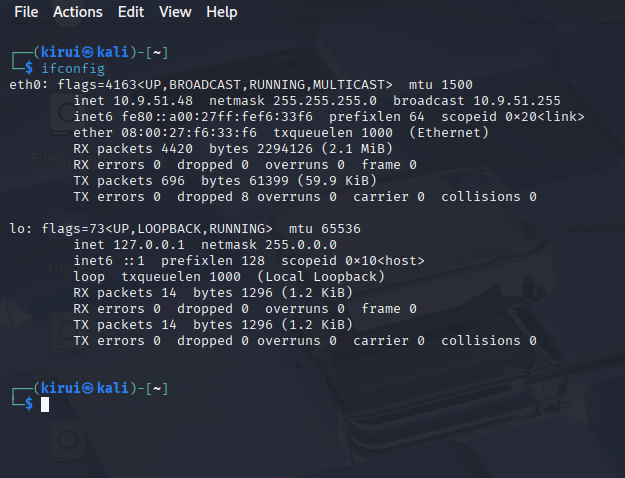 File Actions Edit View Help
┌──(kirui㉿kali)-[~]
└─$ ifconfig
eth0: flags=4163<UP,BROADCAST,RUNNING,MULTICAST>  mtu 1500
        inet 10.9.51.48  netmask 255.255.255.0  broadcast 10.9.51.255
        inet6 fe80::a00:27ff:fef6:33f6  prefixlen 64  scopeid 0×20<link>
        ether 08:00:27:f6:33:f6  txqueuelen 1000  (Ethernet)
        RX packets 4420  bytes 2294126 (2.1 MiB)
        RX errors 0  dropped 0  overruns 0  frame 0
        TX packets 696  bytes 61399 (59.9 KiB)
        TX errors 0  dropped 8 overruns 0  carrier 0  collisions 0
lo: flags=73<UP,LOOPBACK,RUNNING>  mtu 65536
        inet 127.0.0.1  netmask 255.0.0.0
        inet6 ::1  prefixlen 128  scopeid 0×10<host>
        loop  txqueuelen 1000  (Local Loopback)
        RX packets 14  bytes 1296 (1.2 KiB)
        RX errors 0  dropped 0  overruns 0  frame 0
        TX packets 14  bytes 1296 (1.2 KiB)
        TX errors 0  dropped 0 overruns 0  carrier 0  collisions 0
┌──(kirui㉿kali)-[~]
└─$